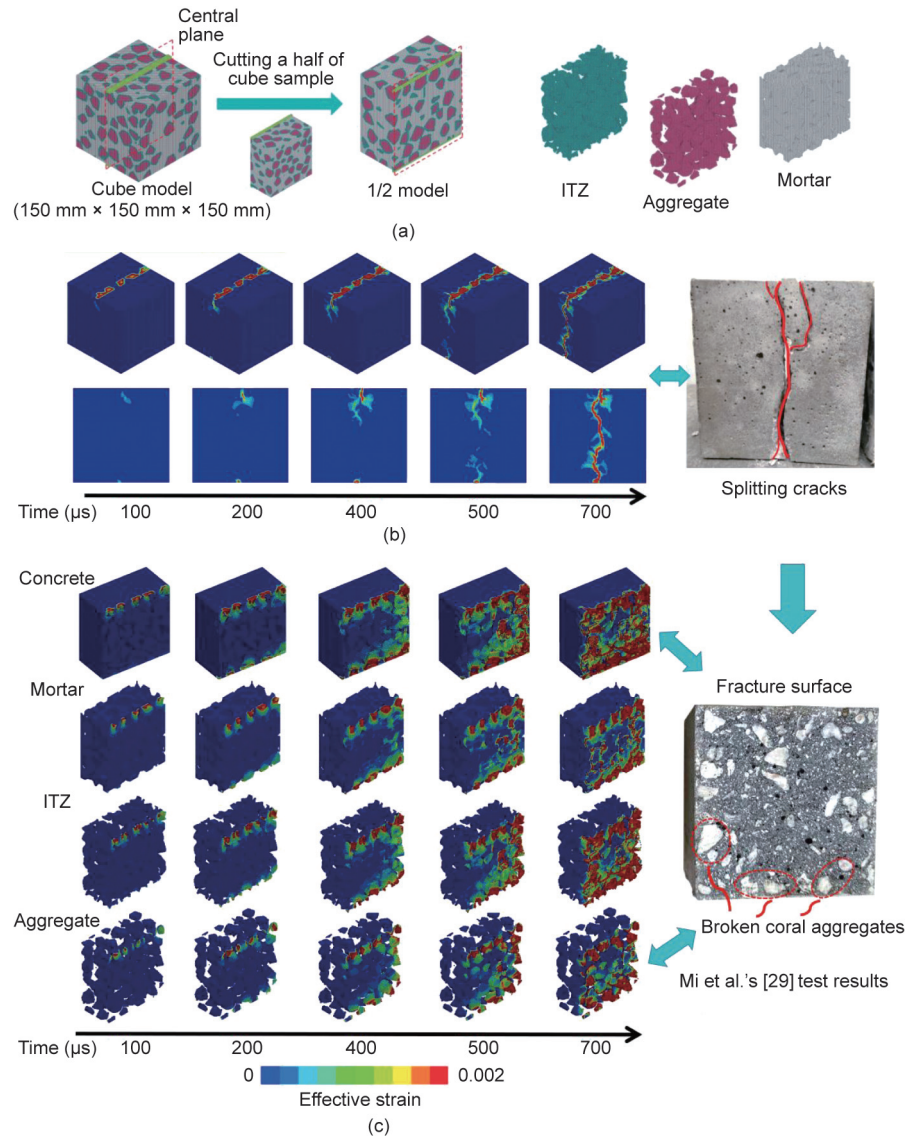 Central
plane
Cutting a half of
cube sample
Cube model
(150 mm × 150 mm × 150 mm)
1/2 model
ITZ
Aggregate
Mortar
(a)
Splitting cracks
Time (μs)
100
200
400
500
700
(b)
Concrete
Mortar
ITZ
Aggregate
Fracture surface
Broken coral aggregates
Mi et al.'s [29] test results
Time (μs)
100
200
400
500
700
0
0.002
Effective strain
(c)